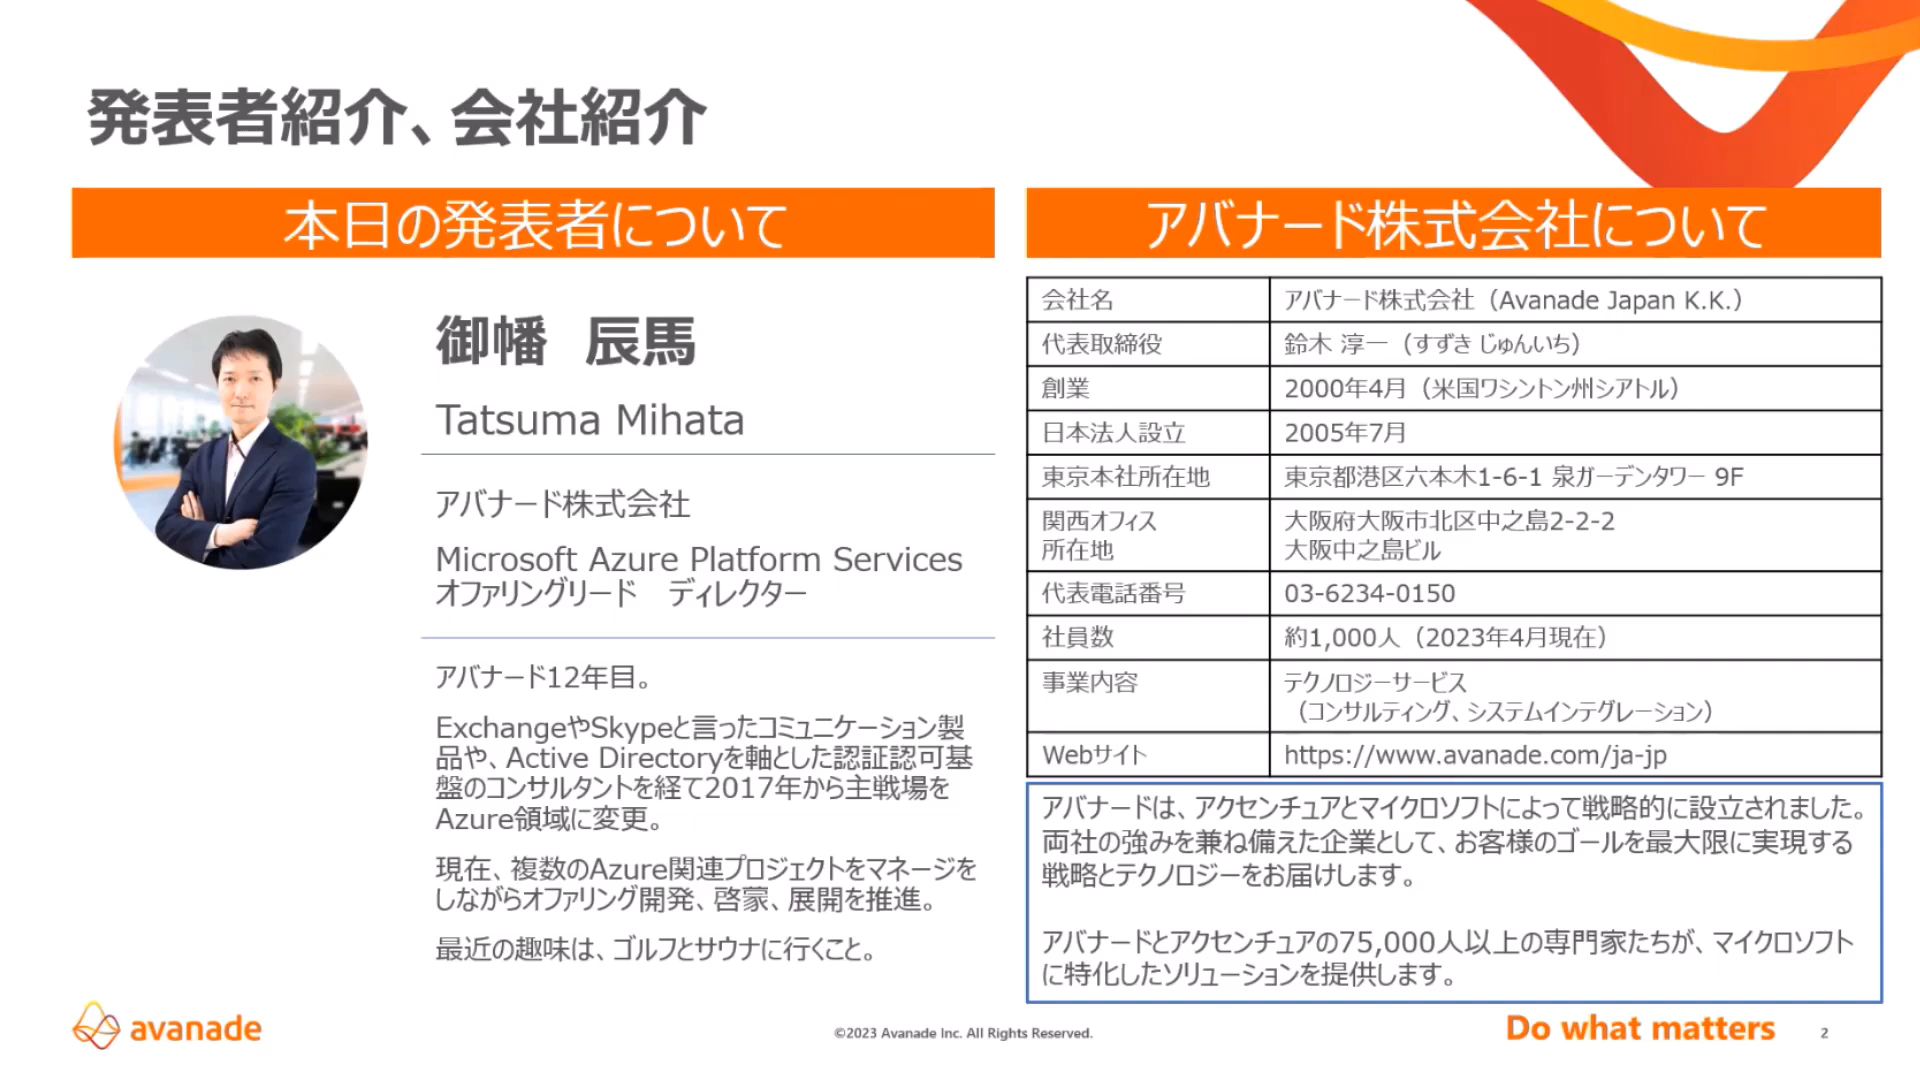 発表者紹介、会社紹介
本日の発表者について
御幡　辰馬
Tatsuma Mihata
アバナード株式会社
Microsoft Azure Platform Services
オファリングリード　ディレクター
アバナード12年目。
ExchangeやSkypeと言ったコミュニケーション製
品や、Active Directoryを軸とした認証認可基
盤のコンサルタントを経て2017年から主戦場を
Azure領域に変更。
現在、複数のAzure関連プロジェクトをマネージを
しながらオファリング開発、啓蒙、展開を推進。
最近の趣味は、ゴルフとサウナに行くこと。
アバナード株式会社について
会社名 アバナード株式会社（Avanade Japan K.K.）
代表取締役 鈴木 淳一（すずき じゅんいち）
創業 2000年4月（米国ワシントン州シアトル）
日本法人設立 2005年7月
東京本社所在地 東京都港区六本木1-6-1 泉ガーデンタワー 9F
関西オフィス 大阪府大阪市北区中之島2-2-2
所在地 大阪中之島ビル
代表電話番号 03-6234-0150
社員数 約1,000人（2023年4月現在）
事業内容 テクノロジーサービス
（コンサルティング、システムインテグレーション）
Webサイト https://www.avanade.com/ja-jp
アバナードは、アクセンチュアとマイクロソフトによって戦略的に設立されました。
両社の強みを兼ね備えた企業として、お客様のゴールを最大限に実現する
戦略とテクノロジーをお届けします。
アバナードとアクセンチュアの75,000人以上の専門家たちが、マイクロソフト
に特化したソリューションを提供します。
avanade
©2023 Avanade Inc. All Rights Reserved.
Do what matters
2